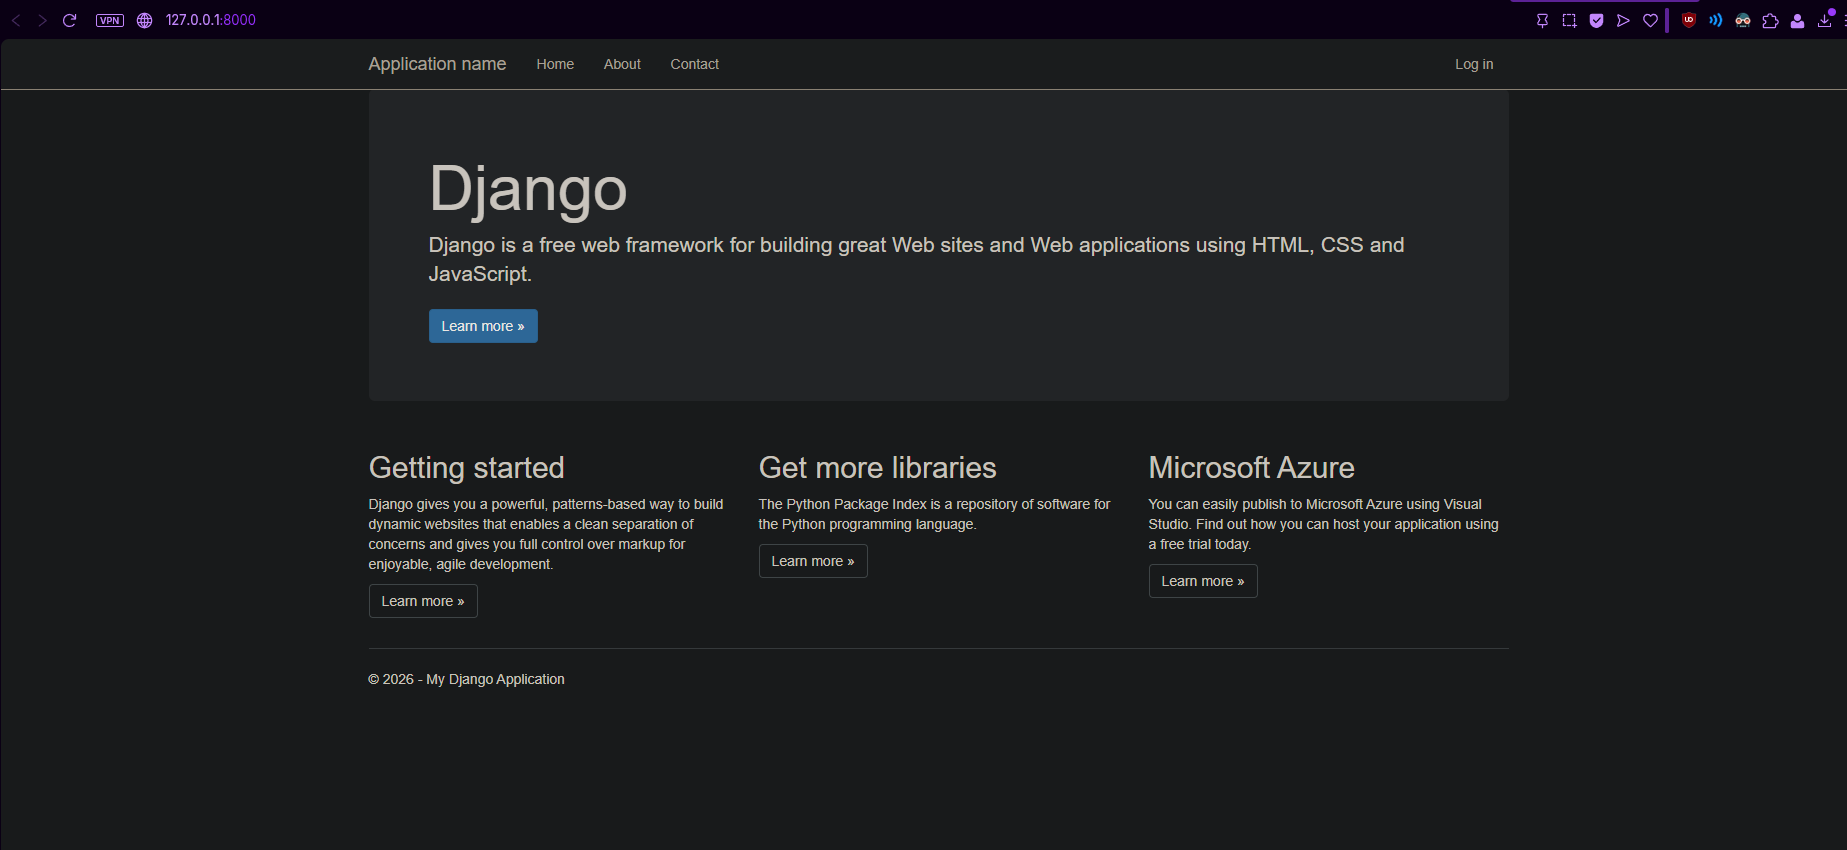 VPN 127.0.0.1:8000
Application name Home About Contact Log in
Django
Django is a free web framework for building great Web sites and Web applications using HTML, CSS and
JavaScript.
Learn more »
Getting started
Django gives you a powerful, patterns-based way to build
dynamic websites that enables a clean separation of
concerns and gives you full control over markup for
enjoyable, agile development.
Learn more »
Get more libraries
The Python Package Index is a repository of software for
the Python programming language.
Learn more »
Microsoft Azure
You can easily publish to Microsoft Azure using Visual
Studio. Find out how you can host your application using
a free trial today.
Learn more »
© 2026 - My Django Application